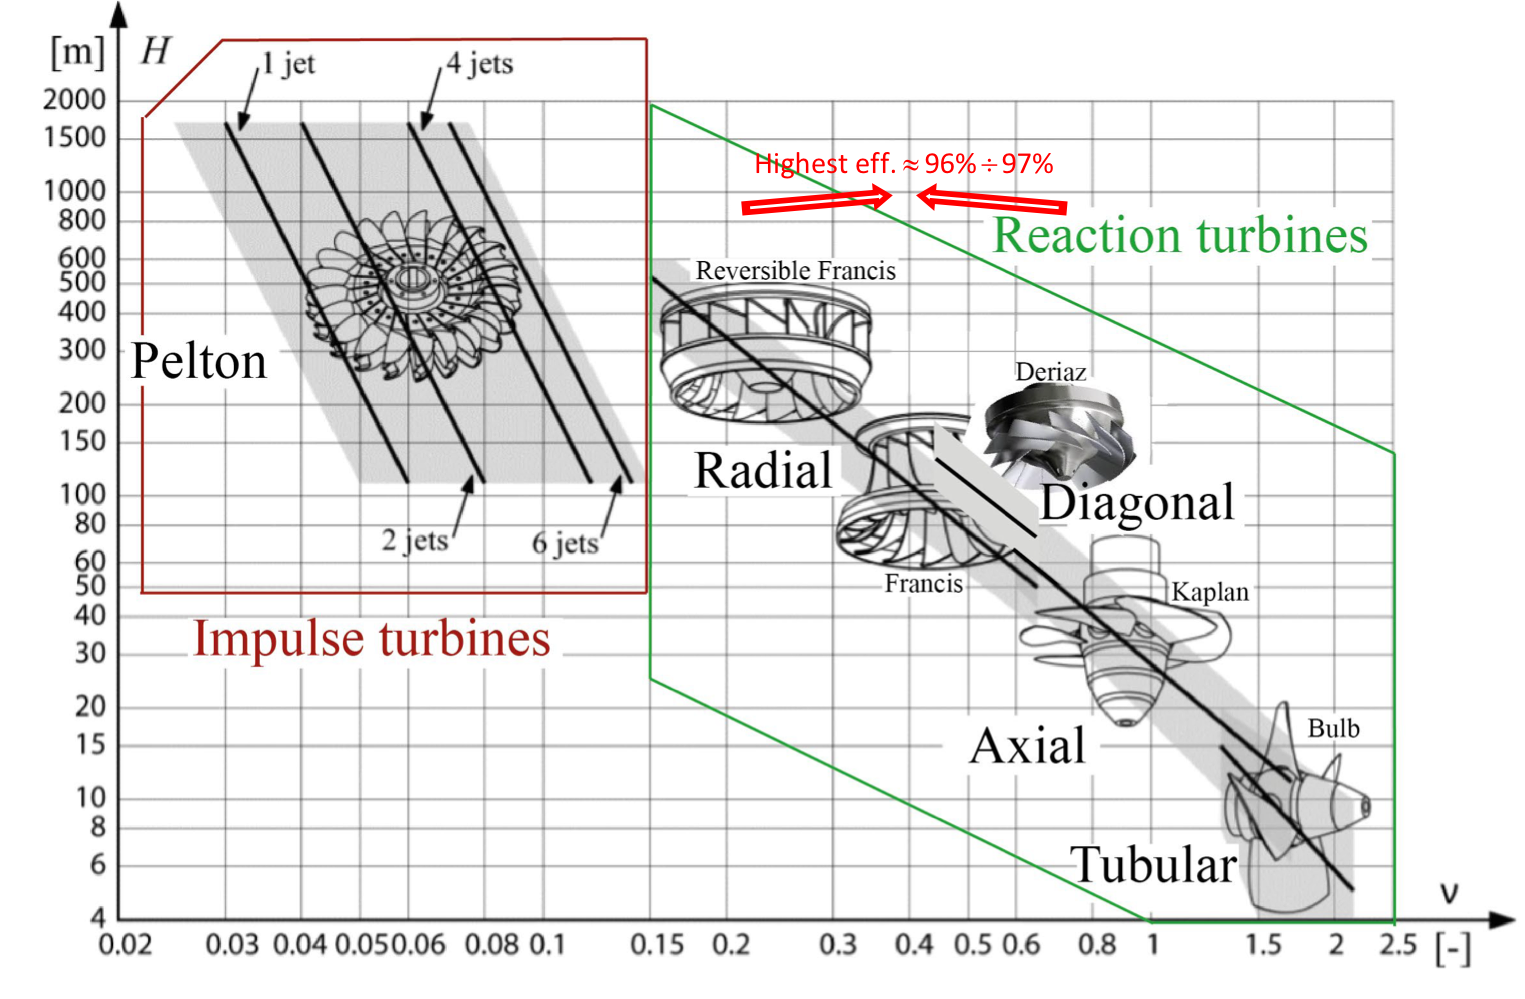 [m] H
1 jet
4 jets
2000
1500
1000
800
600
500
400
300
200
150
100
80
60
50
40
30
20
15
10
8
6
4
Highest eff. ≈ 96% ÷ 97%
Reaction turbines
Reversible Francis
Pelton
Deriaz
Radial
Diagonal
2 jets
6 jets
Francis
Kaplan
Impulse turbines
Axial
Bulb
Tubular
ν
0.02 0.03 0.04 0.05 0.06 0.08 0.1 0.15 0.2 0.3 0.4 0.5 0.6 0.8 1 1.5 2 2.5 [-]